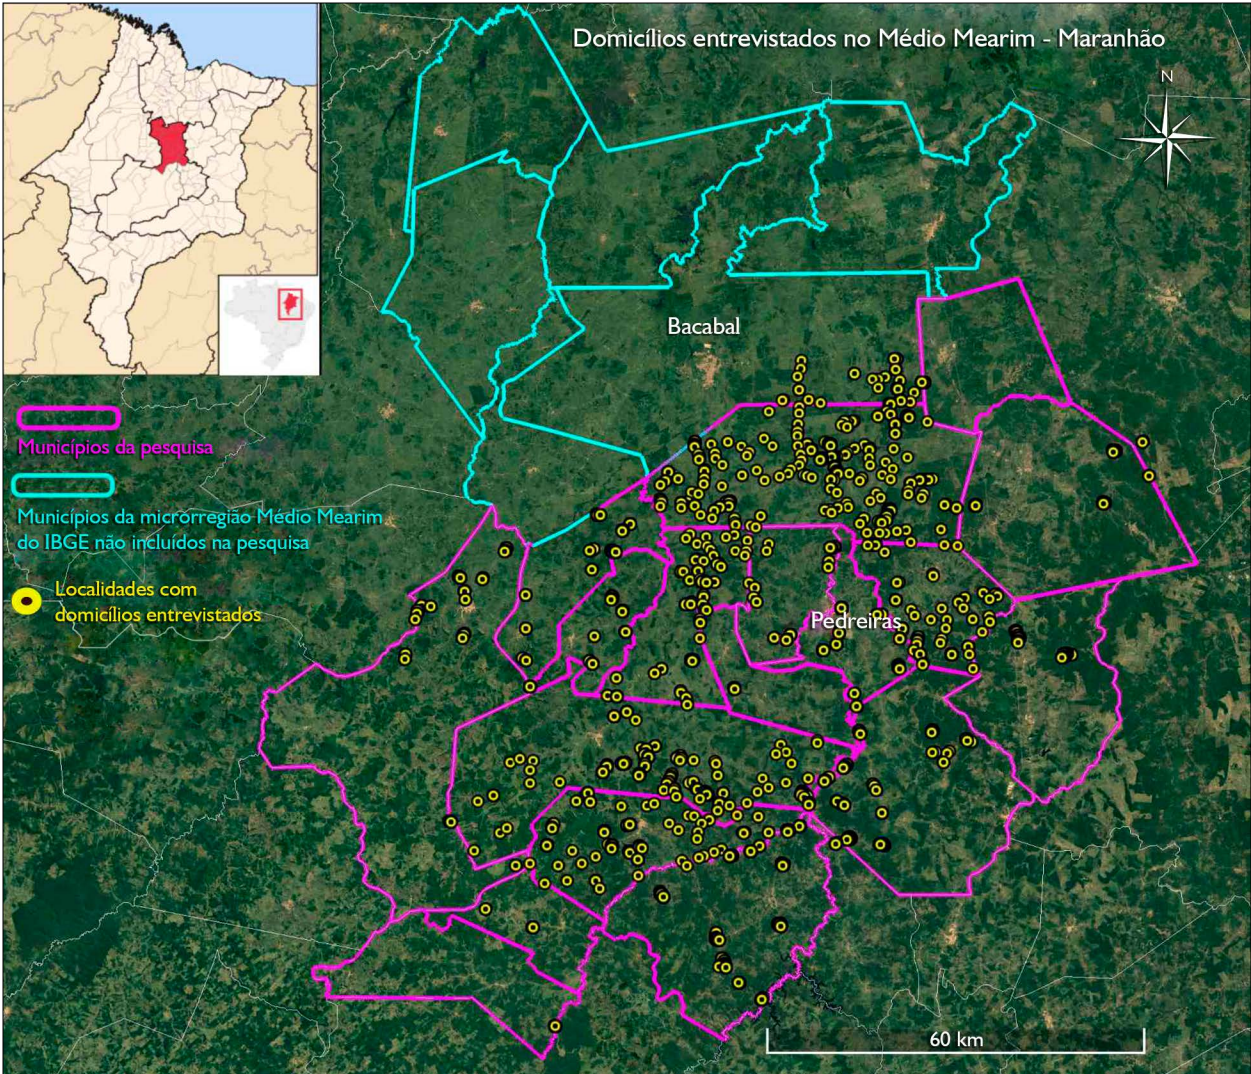 Domicílios entrevistados no Médio Mearim - Maranhão
N
Bacabal
Municípios da pesquisa
Municípios da microrregião Médio Mearim
do IBGE não incluídos na pesquisa
Localidades com
domicílios entrevistados
Pedreiras
60 km